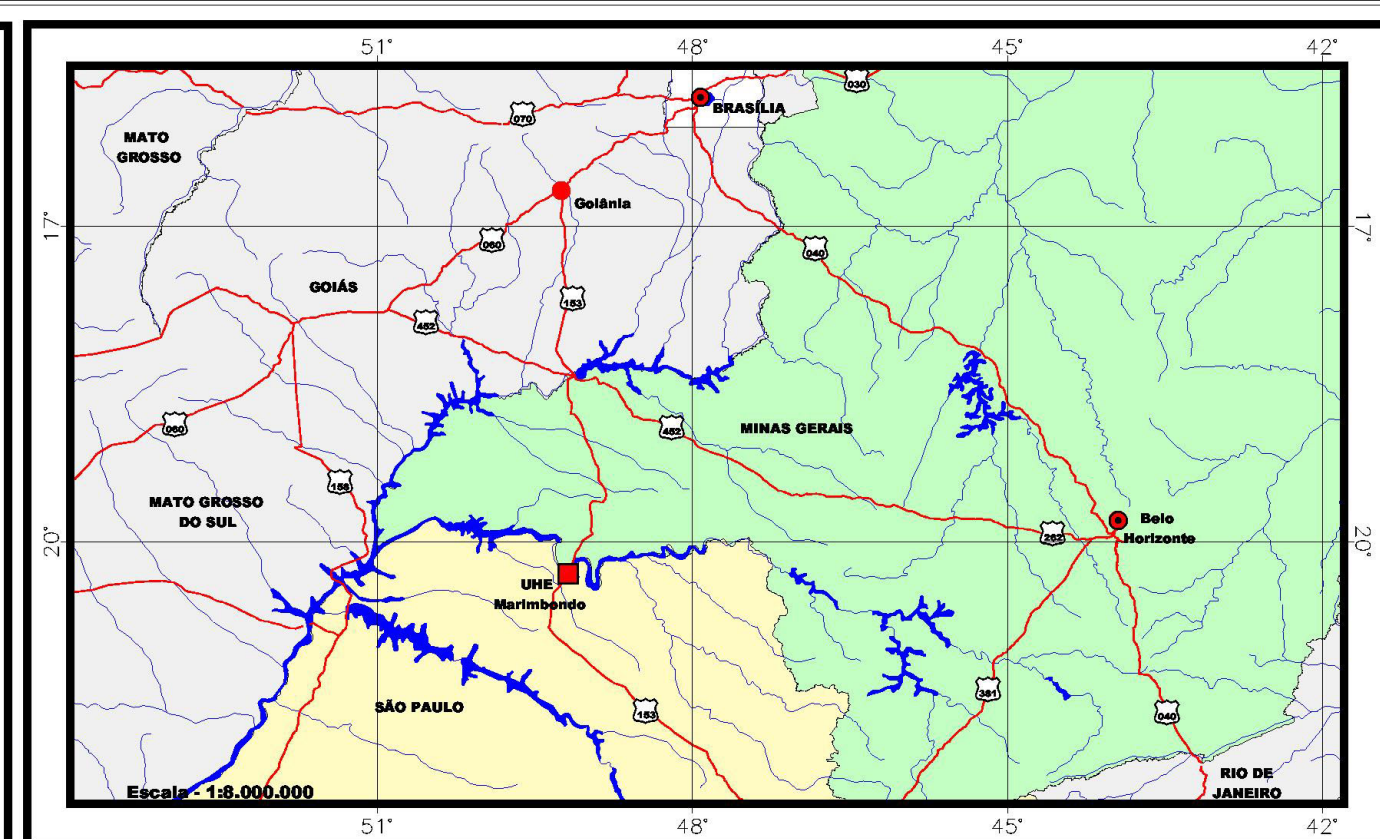 51° 48° 45° 42°
030
BRASÍLIA
070
MATO
GROSSO
Goiânia
17° 17°
060
040
GOIÁS
153
452
060
452
MINAS GERAIS
158
MATO GROSSO
DO SUL
Belo
Horizonte
262
20° 20°
UHE
Marimbondo
381
SÃO PAULO
153
040
RIO DE
JANEIRO
Escala - 1:8.000.000
51° 48° 45° 42°